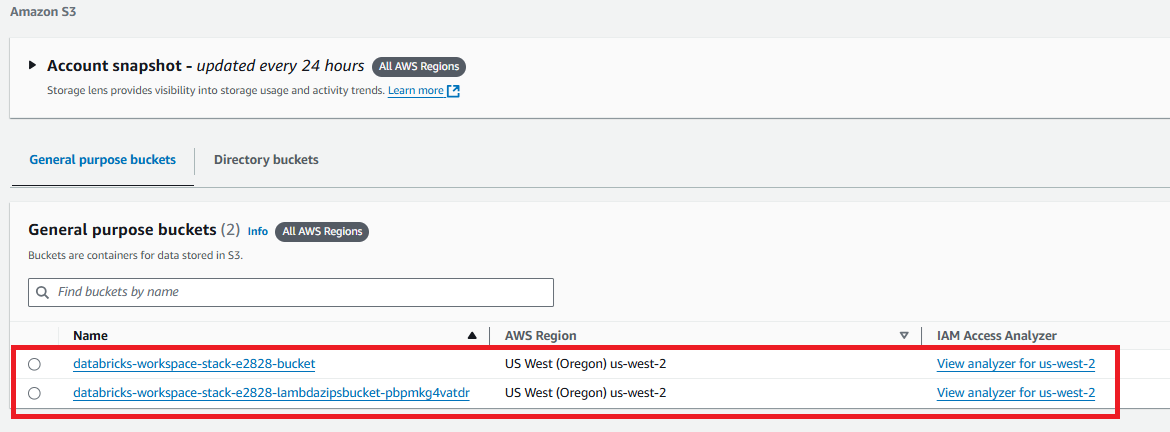 Amazon S3
Account snapshot - updated every 24 hours All AWS Regions
Storage lens provides visibility into storage usage and activity trends. Learn more
General purpose buckets Directory buckets
General purpose buckets (2) Info All AWS Regions
Buckets are containers for data stored in S3.
Find buckets by name
Name AWS Region IAM Access Analyzer
databricks-workspace-stack-e2828-bucket US West (Oregon) us-west-2 View analyzer for us-west-2
databricks-workspace-stack-e2828-lambdazipsbucket-pbpmkg4vatdr US West (Oregon) us-west-2 View analyzer for us-west-2